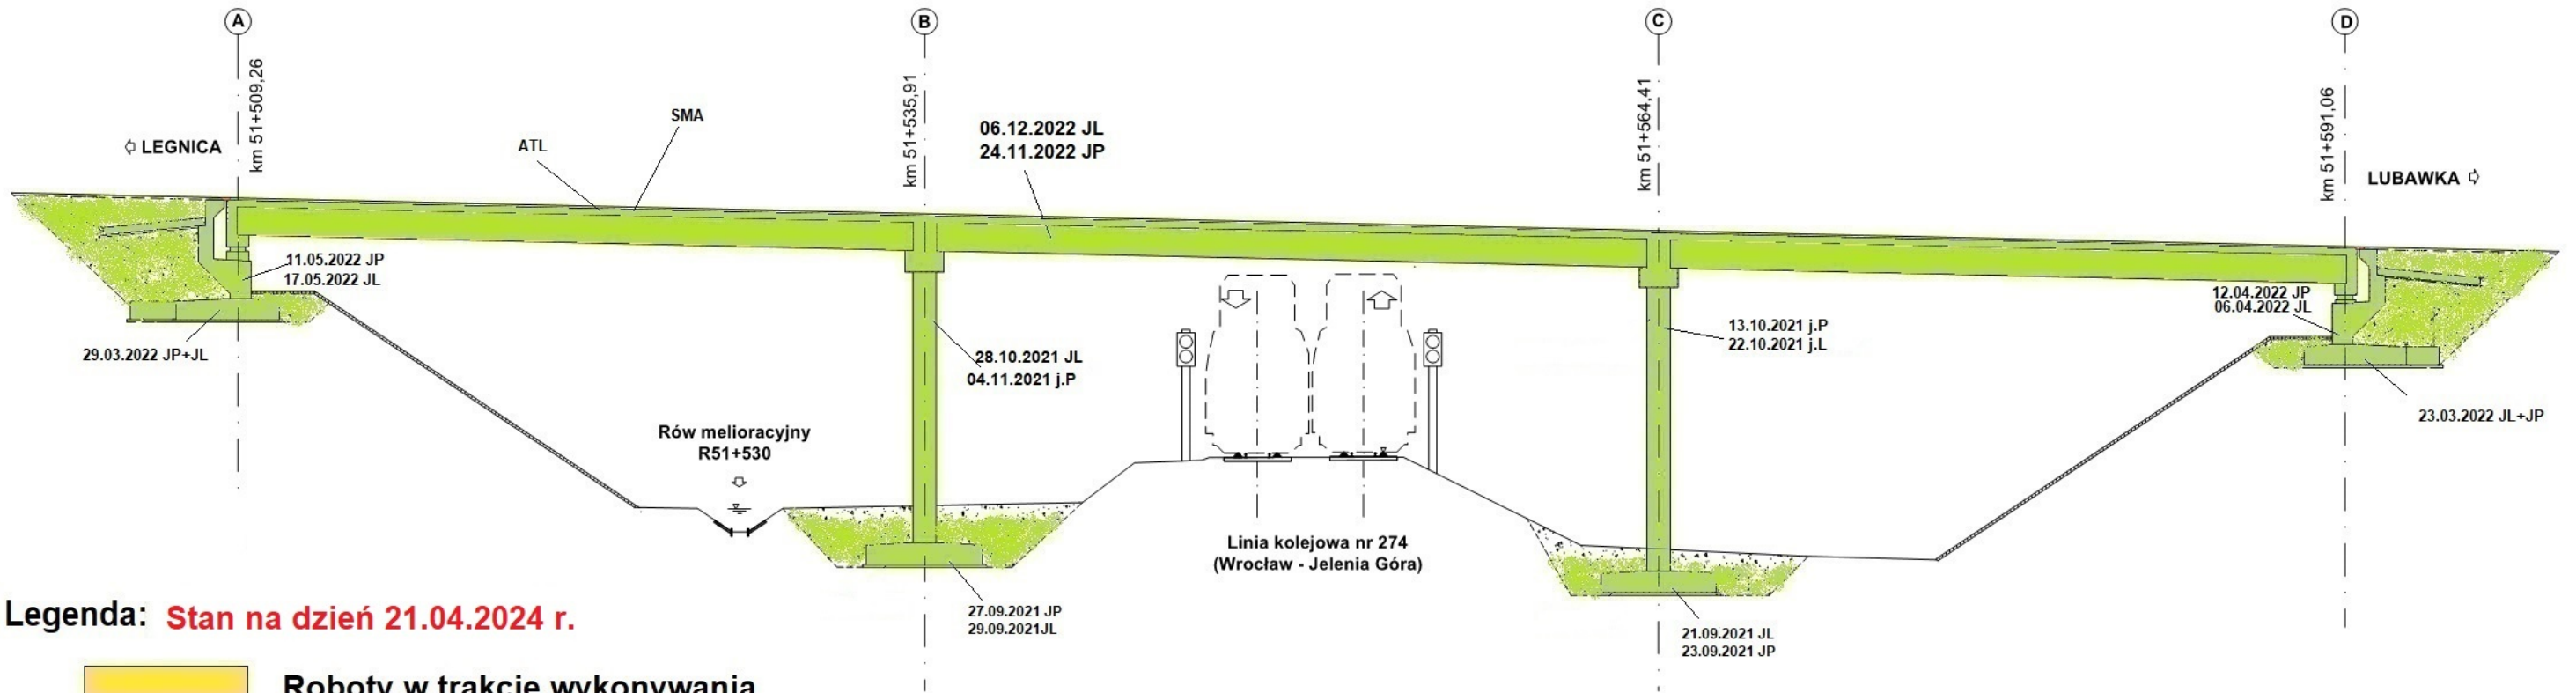 A
B
C
D
km 51+509,26
km 51+535,91
km 51+564,41
km 51+591,06
LEGNICA
ATL
SMA
06.12.2022 JL
24.11.2022 JP
LUBAWKA
11.05.2022 JP
17.05.2022 JL
29.03.2022 JP+JL
28.10.2021 JL
04.11.2021 j.P
13.10.2021 j.P
22.10.2021 j.L
12.04.2022 JP
06.04.2022 JL
23.03.2022 JL+JP
Rów melioracyjny
R51+530
Linia kolejowa nr 274
(Wrocław - Jelenia Góra)
27.09.2021 JP
29.09.2021JL
21.09.2021 JL
23.09.2021 JP
Legenda: Stan na dzień 21.04.2024 r.
Roboty w trakcie wykonywania